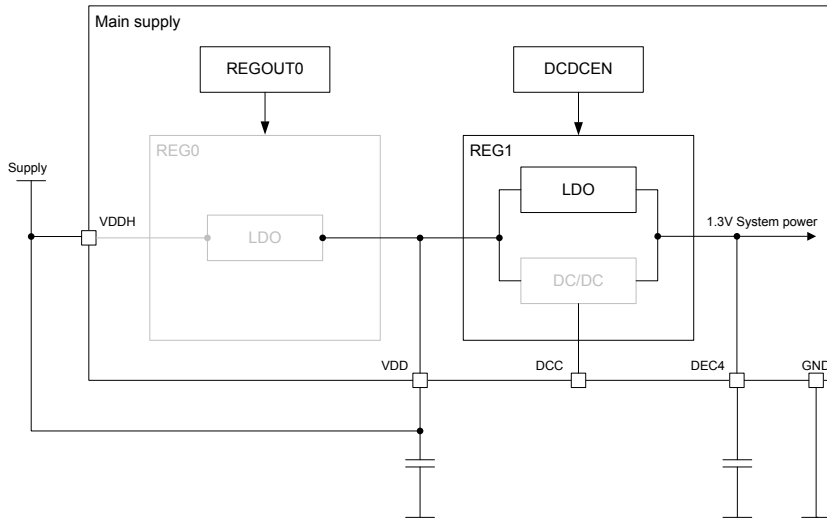 Main supply
REGOUT0
DCDCEN
REG0
REG1
Supply
LDO
VDDH
LDO
1.3V System power
DC/DC
VDD
DCC
DEC4
GND